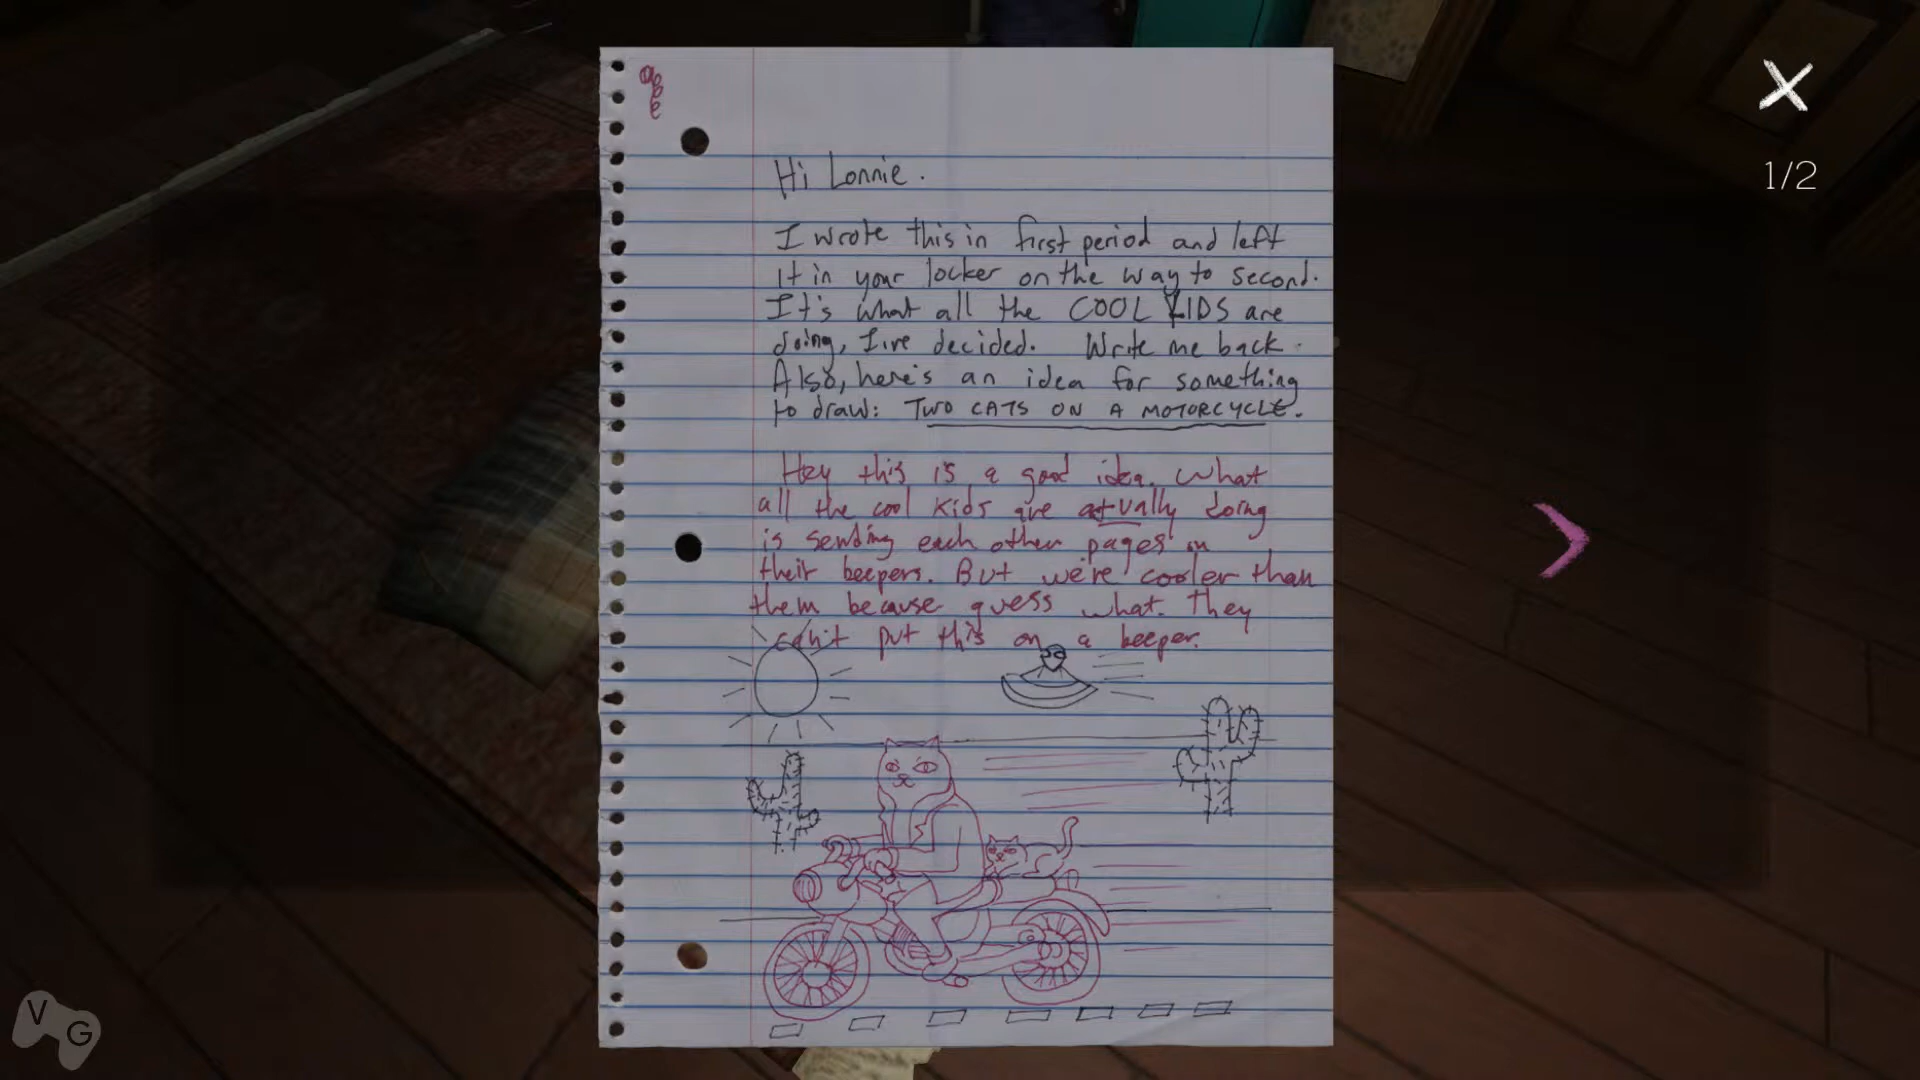 1/2
Hi Lonnie.
I wrote this in first period and left
it in your locker on the way to second.
It's what all the COOL KIDS are
doing, I've decided. Write me back.
Also, here's an idea for something
to draw: TWO CATS ON A MOTORCYCLE.
Hey this is a good idea. What
all the cool kids are actually doing
is sending each other pages on
their beepers. But we're cooler than
them because guess what. They
can't put this on a beeper.
V G